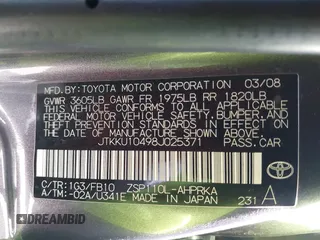 MFD. BY: TOYOTA MOTOR CORPORATION 03/08
GVWR 3605LB GAWR FR 1975LB RR 1820LB
THIS VEHICLE CONFORMS TO ALL APPLICABLE
FEDERAL MOTOR VEHICLE SAFETY, BUMPER, AND
THEFT PREVENTION STANDARDS IN EFFECT ON
THE DATE OF MANUFACTURE SHOWN ABOVE.
JTKKU10498J025371 PASS.CAR
C/TR: 1G3/FB10 ZSP110L-AHPRKA
/TM: -02A/U341E MADE IN JAPAN 231 A
TOYOTA
DREAMBID